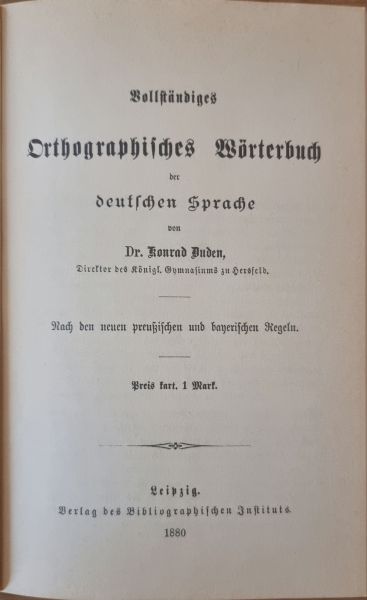 Vollständiges
Orthographisches Wörterbuch
der
deutschen Sprache
von
Dr. Konrad Duden,
Direktor des Königl. Gymnasiums zu Hersfeld.
Nach den neuen preußischen und bayerischen Regeln.
Preis kart. 1 Mark.
Leipzig.
Verlag des Bibliographischen Instituts.
1880